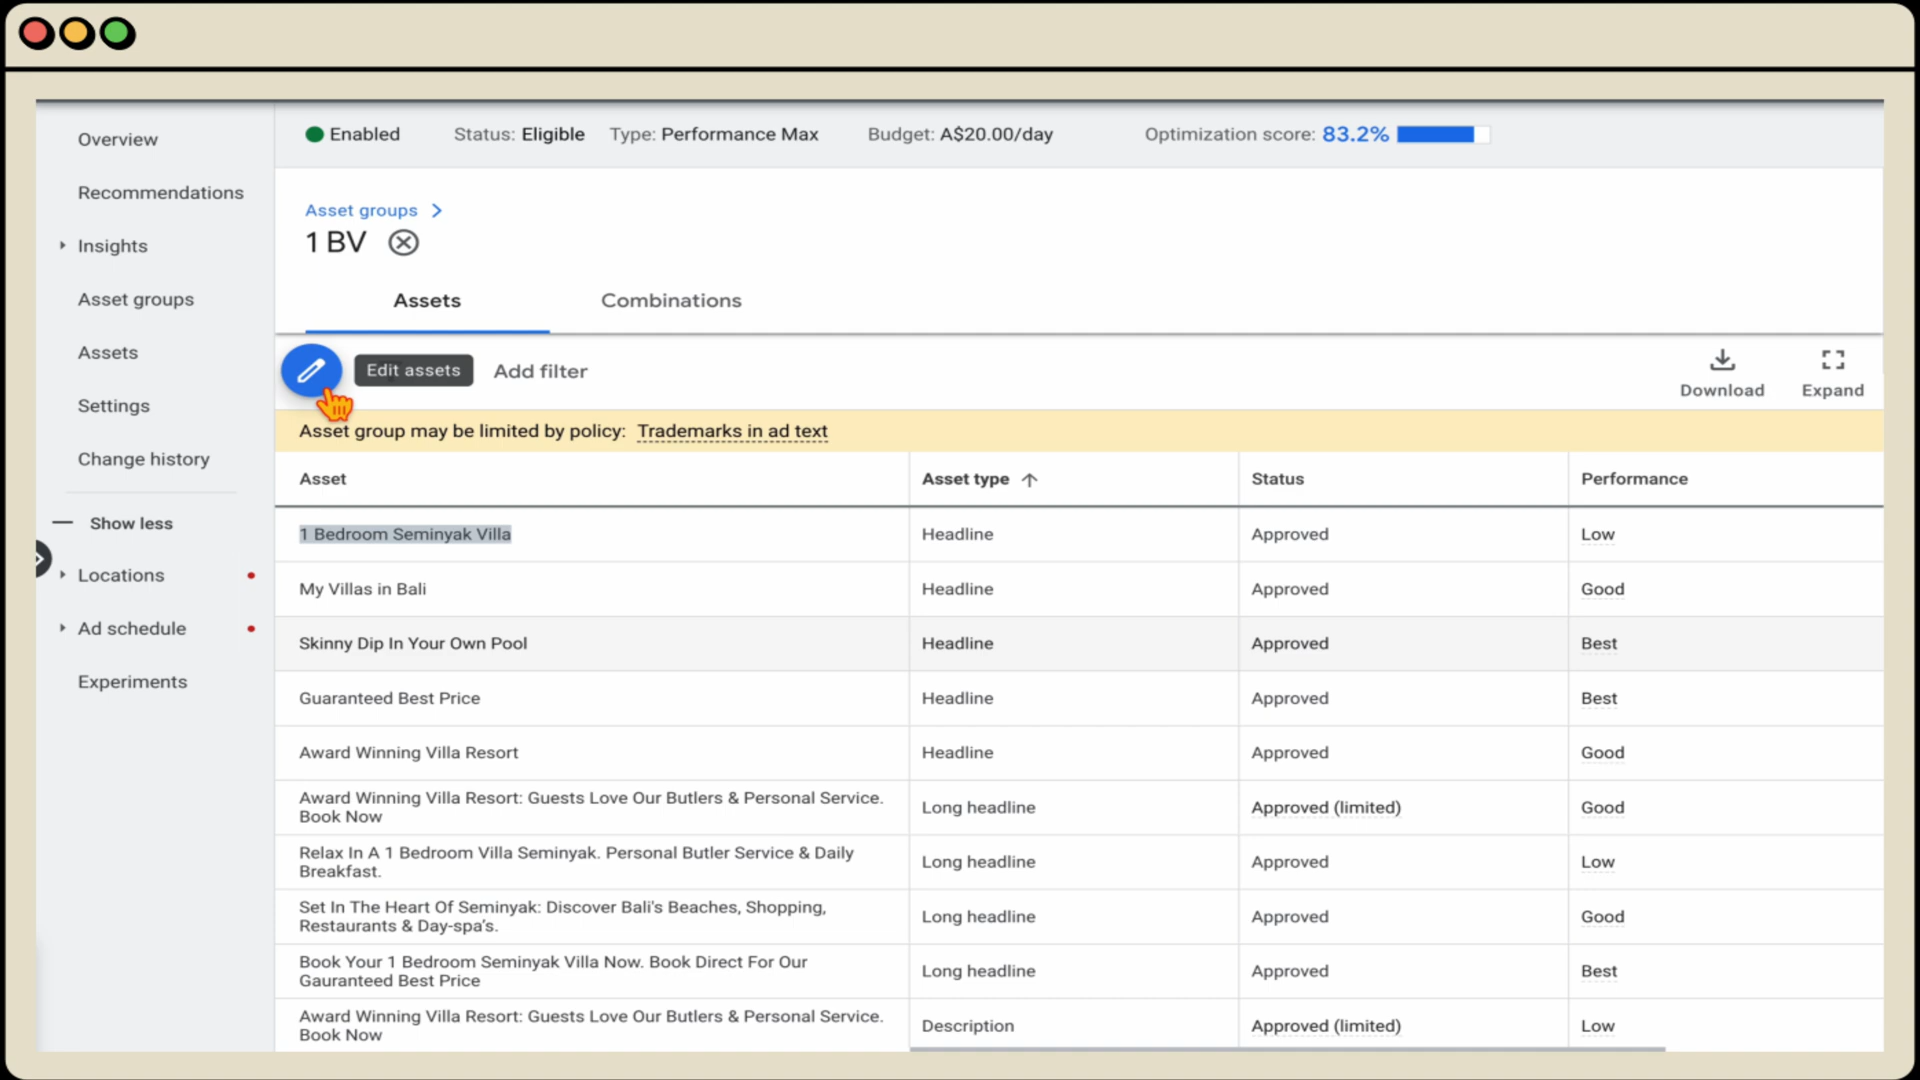 Overview
Recommendations
Insights
Asset groups
Assets
Settings
Change history
Show less
Locations
Ad schedule
Experiments
Enabled
Status: Eligible
Type: Performance Max
Budget: A$20.00/day
Optimization score: 83.2%
Asset groups
1 BV
Assets
Combinations
Edit assets
Add filter
Download
Expand
Asset group may be limited by policy: Trademarks in ad text
Asset
Asset type
Status
Performance
1 Bedroom Seminyak Villa
Headline
Approved
Low
My Villas in Bali
Headline
Approved
Good
Skinny Dip In Your Own Pool
Headline
Approved
Best
Guaranteed Best Price
Headline
Approved
Best
Award Winning Villa Resort
Headline
Approved
Good
Award Winning Villa Resort: Guests Love Our Butlers & Personal Service.
Book Now
Long headline
Approved (limited)
Good
Relax In A 1 Bedroom Villa Seminyak. Personal Butler Service & Daily
Breakfast.
Long headline
Approved
Low
Set In The Heart Of Seminyak: Discover Bali's Beaches, Shopping,
Restaurants & Day-spa’s.
Long headline
Approved
Good
Book Your 1 Bedroom Seminyak Villa Now. Book Direct For Our
Gauranteed Best Price
Long headline
Approved
Best
Award Winning Villa Resort: Guests Love Our Butlers & Personal Service.
Book Now
Description
Approved (limited)
Low